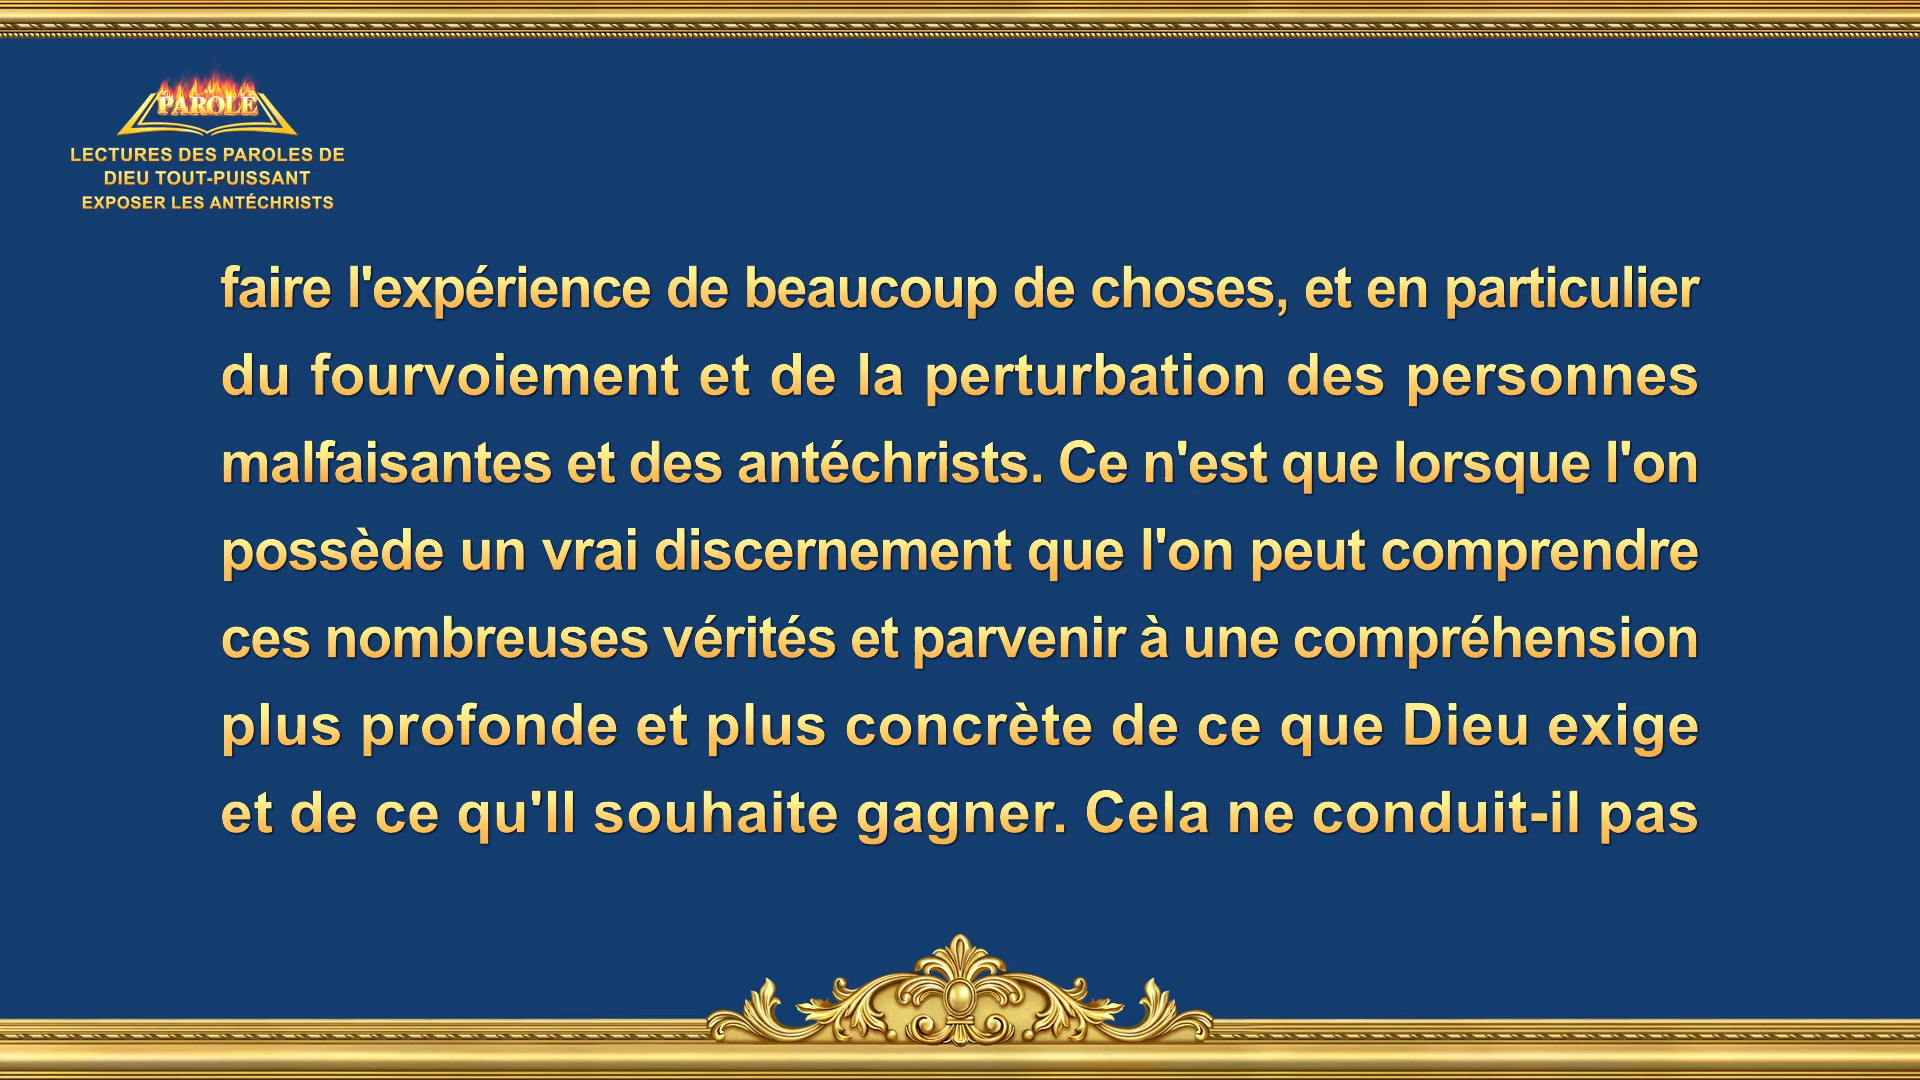 PAROLE
LECTURES DES PAROLES DE
DIEU TOUT-PUISSANT
EXPOSER LES ANTÉCHRISTS
faire l'expérience de beaucoup de choses, et en particulier
du fourvoiement et de la perturbation des personnes
malfaisantes et des antéchrists. Ce n'est que lorsque l'on
possède un vrai discernement que l'on peut comprendre
ces nombreuses vérités et parvenir à une compréhension
plus profonde et plus concrète de ce que Dieu exige
et de ce qu'Il souhaite gagner. Cela ne conduit-il pas